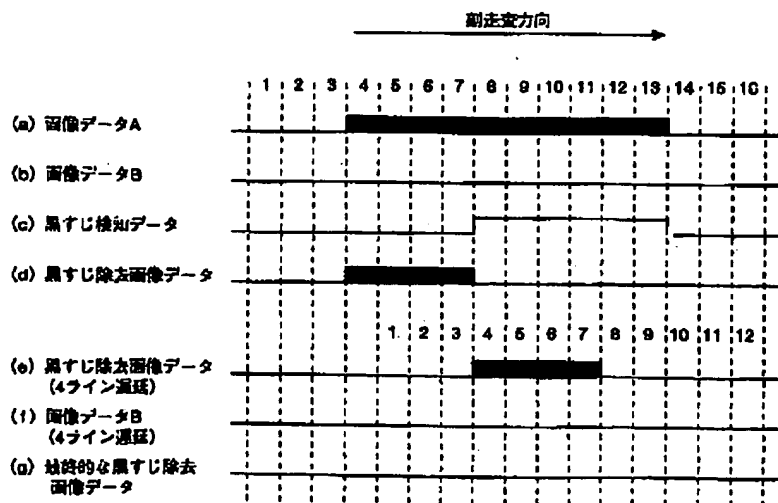 副走査方向
1 2 3 4 5 6 7 8 9 10 11 12 13 14 15 16
(a) 画像データA
(b) 画像データB
(c) 黒すじ検知データ
(d) 黒すじ除去画像データ
1 2 3 4 5 6 7 8 9 10 11 12
(e) 黒すじ除去画像データ
(4ライン遅延)
(f) 画像データB
(4ライン遅延)
(g) 最終的な黒すじ除去
画像データ